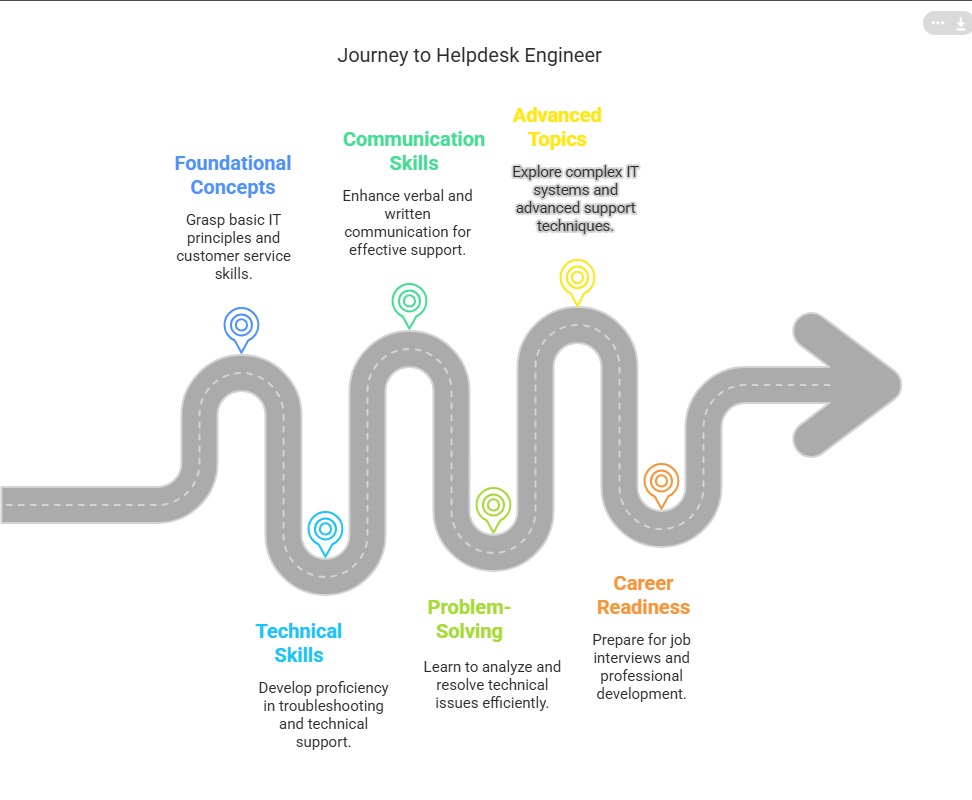 Journey to Helpdesk Engineer
Foundational
Concepts
Grasp basic IT
principles and
customer service
skills.
Technical
Skills
Develop proficiency
in troubleshooting
and technical
support.
Communication
Skills
Enhance verbal and
written
communication for
effective support.
Problem-
Solving
Learn to analyze and
resolve technical
issues efficiently.
Advanced
Topics
Explore complex IT
systems and
advanced support
techniques.
Career
Readiness
Prepare for job
interviews and
professional
development.